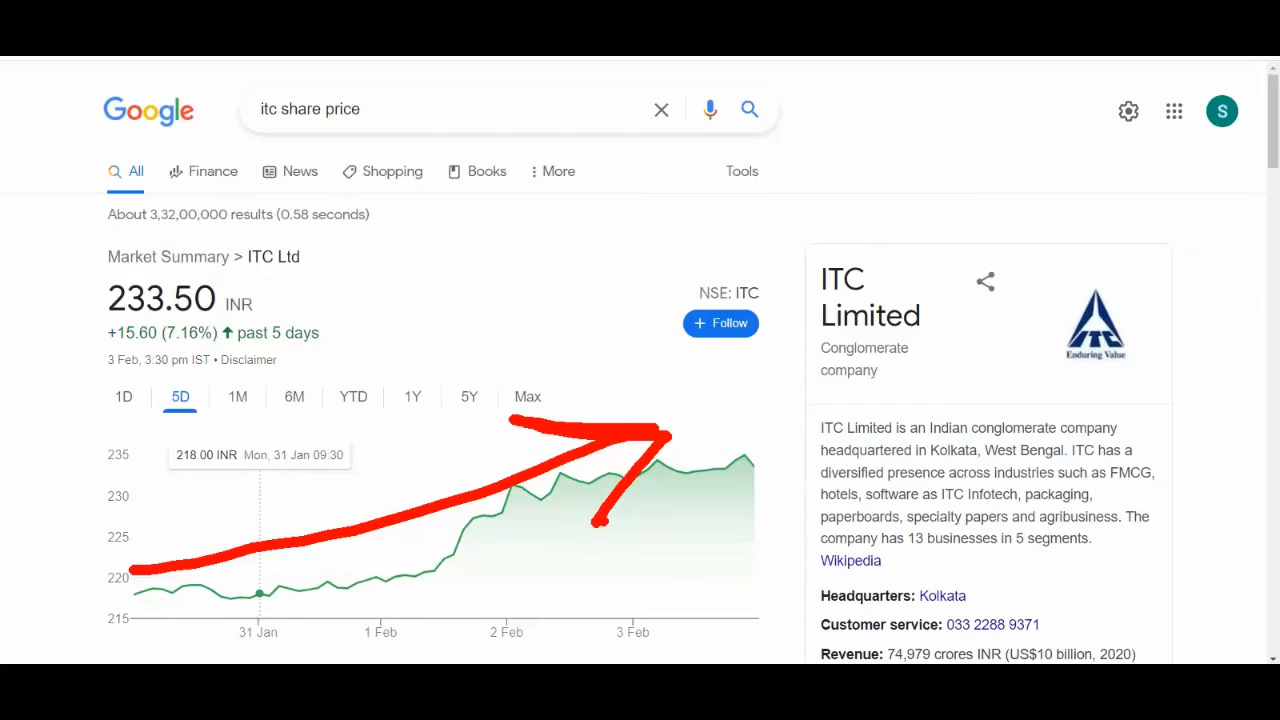 Google
itc share price
S
All Finance News Shopping Books More Tools
About 3,32,00,000 results (0.58 seconds)
Market Summary > ITC Ltd
233.50 INR
+15.60 (7.16%) past 5 days
3 Feb, 3:30 pm IST • Disclaimer
NSE: ITC
+ Follow
1D 5D 1M 6M YTD 1Y 5Y Max
218.00 INR Mon, 31 Jan 09:30
235
230
225
220
215
31 Jan 1 Feb 2 Feb 3 Feb
ITC
Limited
Conglomerate
company
ITC
Enduring Value
ITC Limited is an Indian conglomerate company
headquartered in Kolkata, West Bengal. ITC has a
diversified presence across industries such as FMCG,
hotels, software as ITC Infotech, packaging,
paperboards, specialty papers and agribusiness. The
company has 13 businesses in 5 segments.
Wikipedia
Headquarters: Kolkata
Customer service: 033 2288 9371
Revenue: 74,979 crores INR (US$10 billion, 2020)